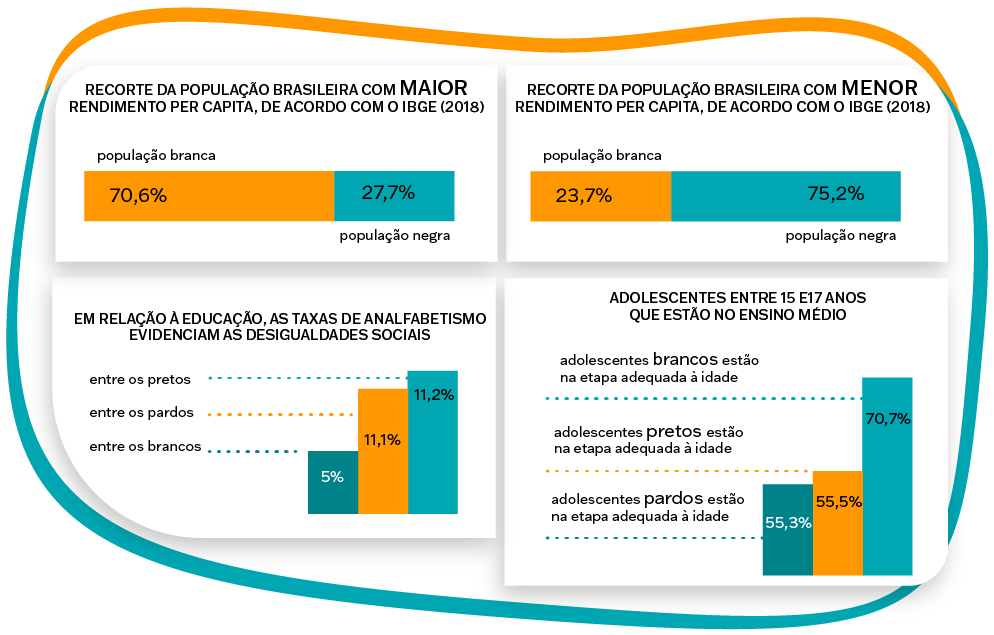 RECORTE DA POPULAÇÃO BRASILEIRA COM MAIOR
RENDIMENTO PER CAPITA, DE ACORDO COM O IBGE (2018)
população branca
70,6%
27,7%
população negra
RECORTE DA POPULAÇÃO BRASILEIRA COM MENOR
RENDIMENTO PER CAPITA, DE ACORDO COM O IBGE (2018)
população branca
23,7%
75,2%
população negra
EM RELAÇÃO À EDUCAÇÃO, AS TAXAS DE ANALFABETISMO
EVIDENCIAM AS DESIGUALDADES SOCIAIS
entre os pretos
11,2%
entre os pardos
11,1%
entre os brancos
5%
ADOLESCENTES ENTRE 15 E17 ANOS
QUE ESTÃO NO ENSINO MÉDIO
adolescentes brancos estão
na etapa adequada à idade
70,7%
adolescentes pretos estão
na etapa adequada à idade
55,5%
adolescentes pardos estão
na etapa adequada à idade
55,3%